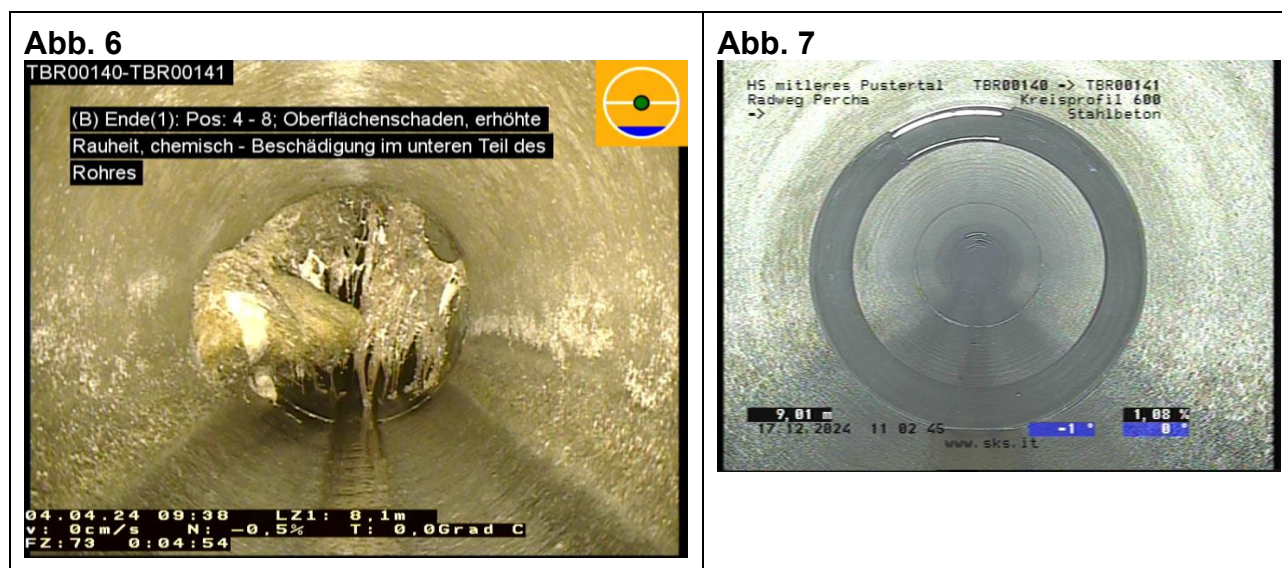 Abb. 6
TBR00140-TBR00141
(B) Ende(1): Pos: 4 - 8; Oberflächenschaden, erhöhte
Rauheit, chemisch - Beschädigung im unteren Teil des
Rohres
04.04.24 09:38 LZ1: 8.1m
v: 0cm/s N: -0.5% T: 0.0Grad C
FZ:73 0:04:54
Abb. 7
HS mitleres Pustertal TBR00140 -> TBR00141
Radweg Percha Kreisprofil 600
-> Stahlbeton
9,01 m 1,08 %
17.12.2024 11 02 45 -1 ° 0 °
www.sks.it